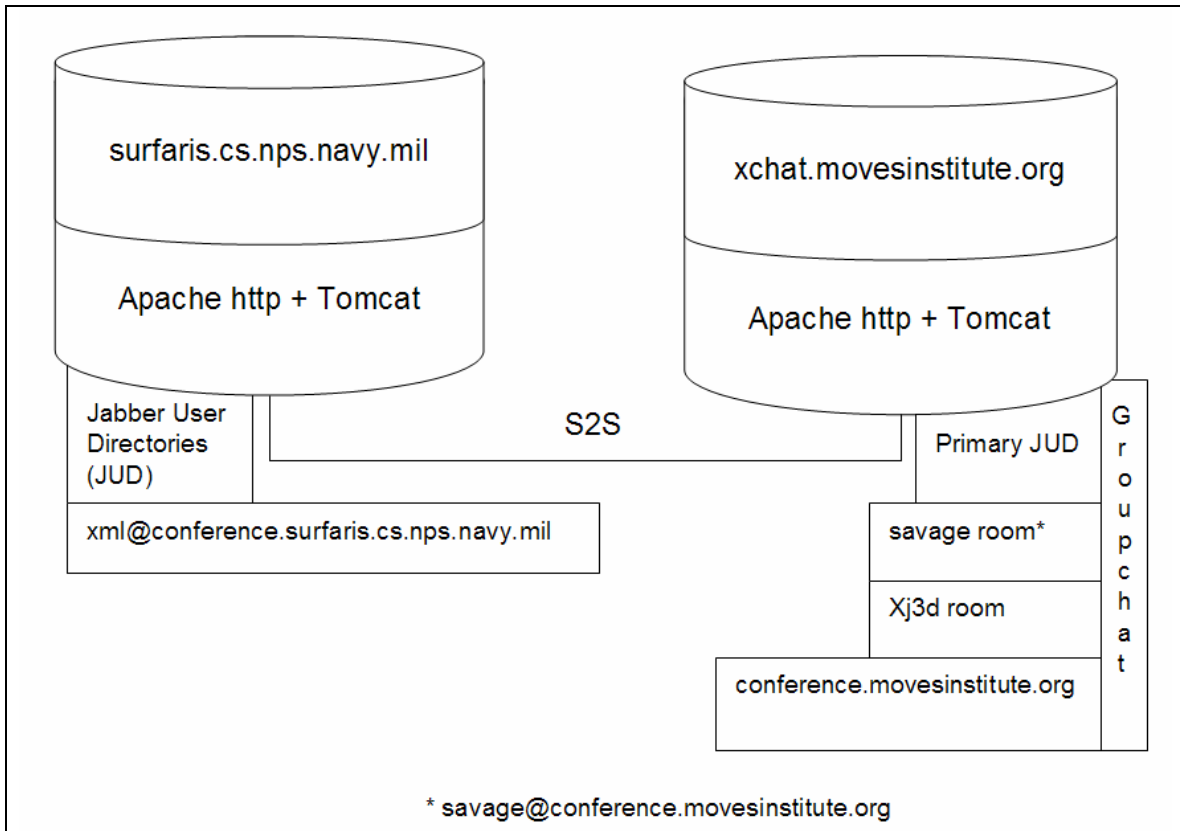 surfaris.cs.nps.navy.mil
Apache http + Tomcat
xchat.movesinstitute.org
Apache http + Tomcat
Jabber User
Directories
(JUD)
S2S
Primary JUD
xml@conference.surfaris.cs.nps.navy.mil
savage room*
Xj3d room
conference.movesinstitute.org
Groupchat
* savage@conference.movesinstitute.org